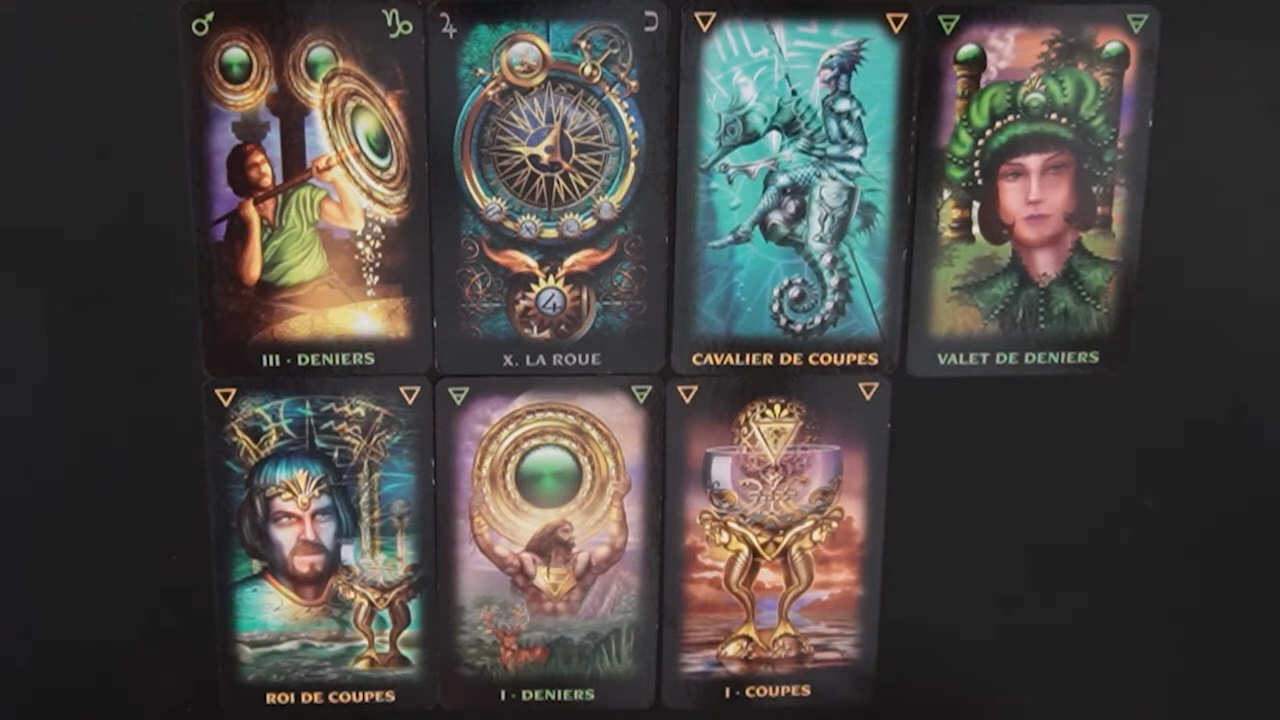 III · DENIERS
X. LA ROUE
CAVALIER DE COUPES
VALET DE DENIERS
ROI DE COUPES
I · DENIERS
I · COUPES